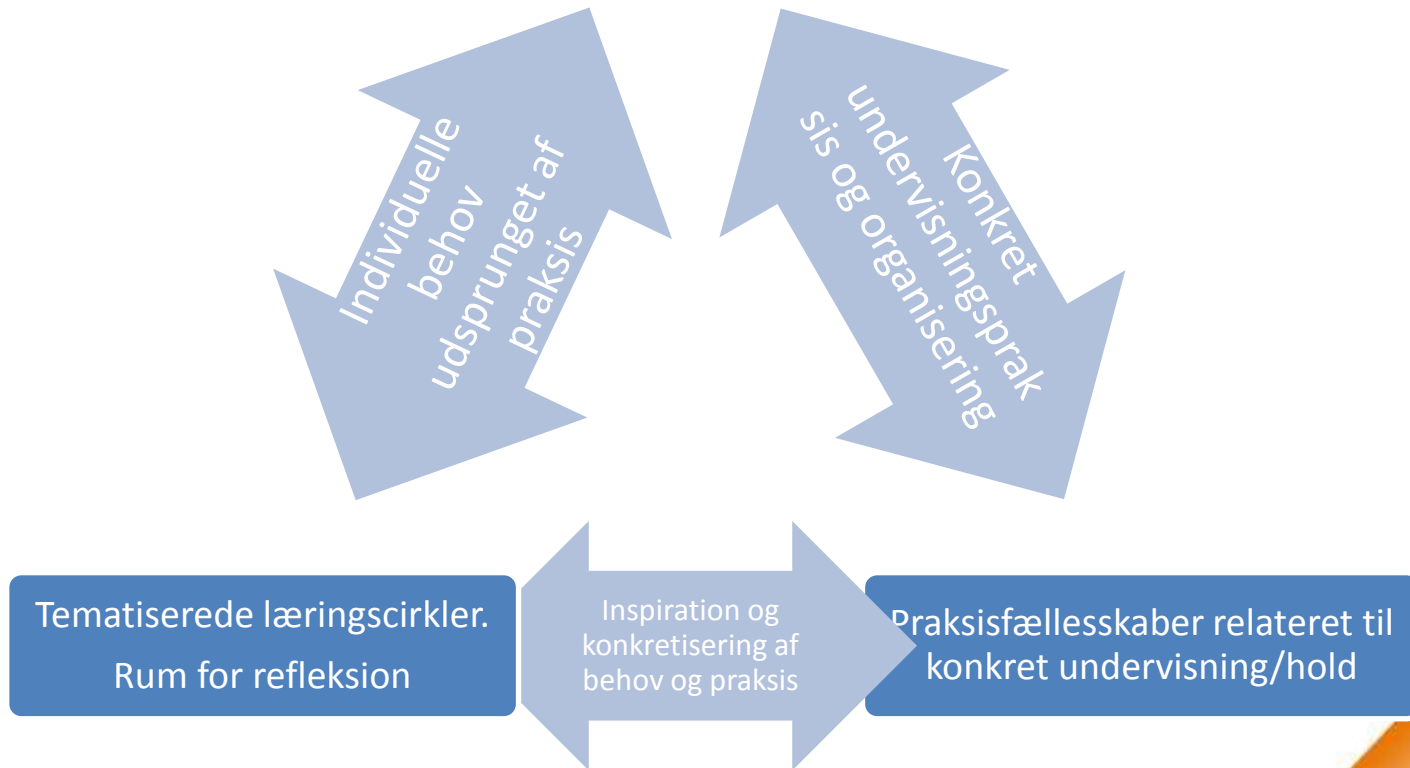 Individuelle
behov
udsprunget af
praksis
Konkret
undervisningsprak
sis og organisering
Tematiserede læringscirkler.
Rum for refleksion
Inspiration og
konkretisering af
behov og praksis
Praksisfællesskaber relateret til
konkret undervisning/hold